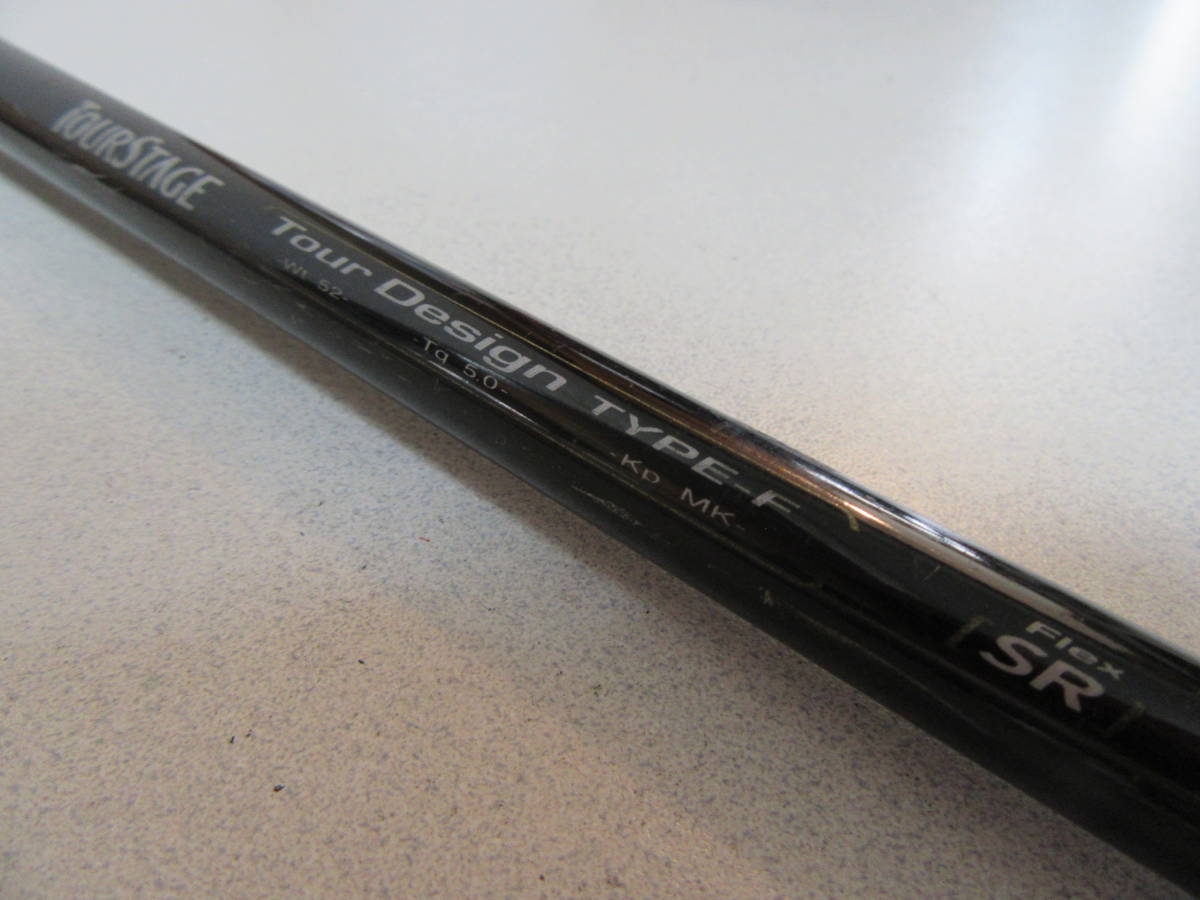 TOURSTAGE
Tour Design TYPE-F
-Wt 52- -Tq 5.0- -Kp MK-
Flex
SR